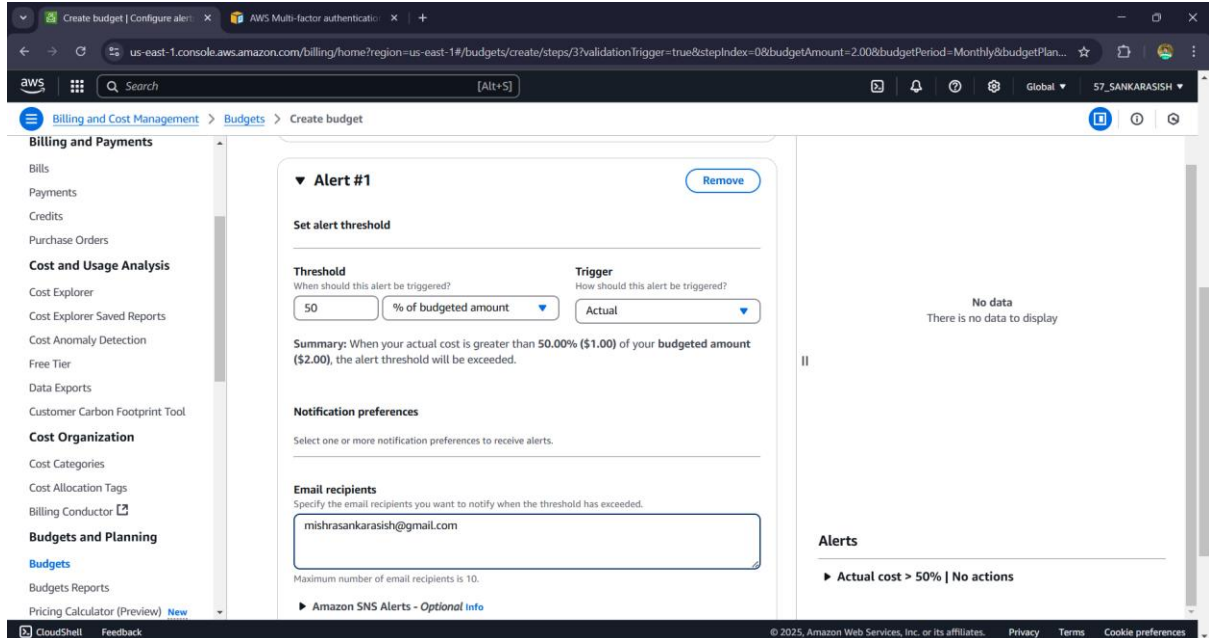 Create budget | Configure alert
AWS Multi-factor authentication
us-east-1.console.aws.amazon.com/billing/home?region=us-east-1#/budgets/create/steps/3?validationTrigger=true&stepIndex=0&budgetAmount=2.00&budgetPeriod=Monthly&budgetPlan...
aws
Search
[Alt+S]
Global
57_SANKARASISH
Billing and Cost Management > Budgets > Create budget
Billing and Payments
Bills
Payments
Credits
Purchase Orders
Cost and Usage Analysis
Cost Explorer
Cost Explorer Saved Reports
Cost Anomaly Detection
Free Tier
Data Exports
Customer Carbon Footprint Tool
Cost Organization
Cost Categories
Cost Allocation Tags
Billing Conductor
Budgets and Planning
Budgets
Budgets Reports
Pricing Calculator (Preview) New
Alert #1
Remove
Set alert threshold
Threshold
When should this alert be triggered?
50
% of budgeted amount
Trigger
How should this alert be triggered?
Actual
Summary: When your actual cost is greater than 50.00% ($1.00) of your budgeted amount
($2.00), the alert threshold will be exceeded.
Notification preferences
Select one or more notification preferences to receive alerts.
Email recipients
Specify the email recipients you want to notify when the threshold has exceeded.
mishrasankarasish@gmail.com
Maximum number of email recipients is 10.
Amazon SNS Alerts - Optional Info
No data
There is no data to display
Alerts
Actual cost > 50% | No actions
CloudShell Feedback
© 2025, Amazon Web Services, Inc. or its affiliates. Privacy Terms Cookie preferences